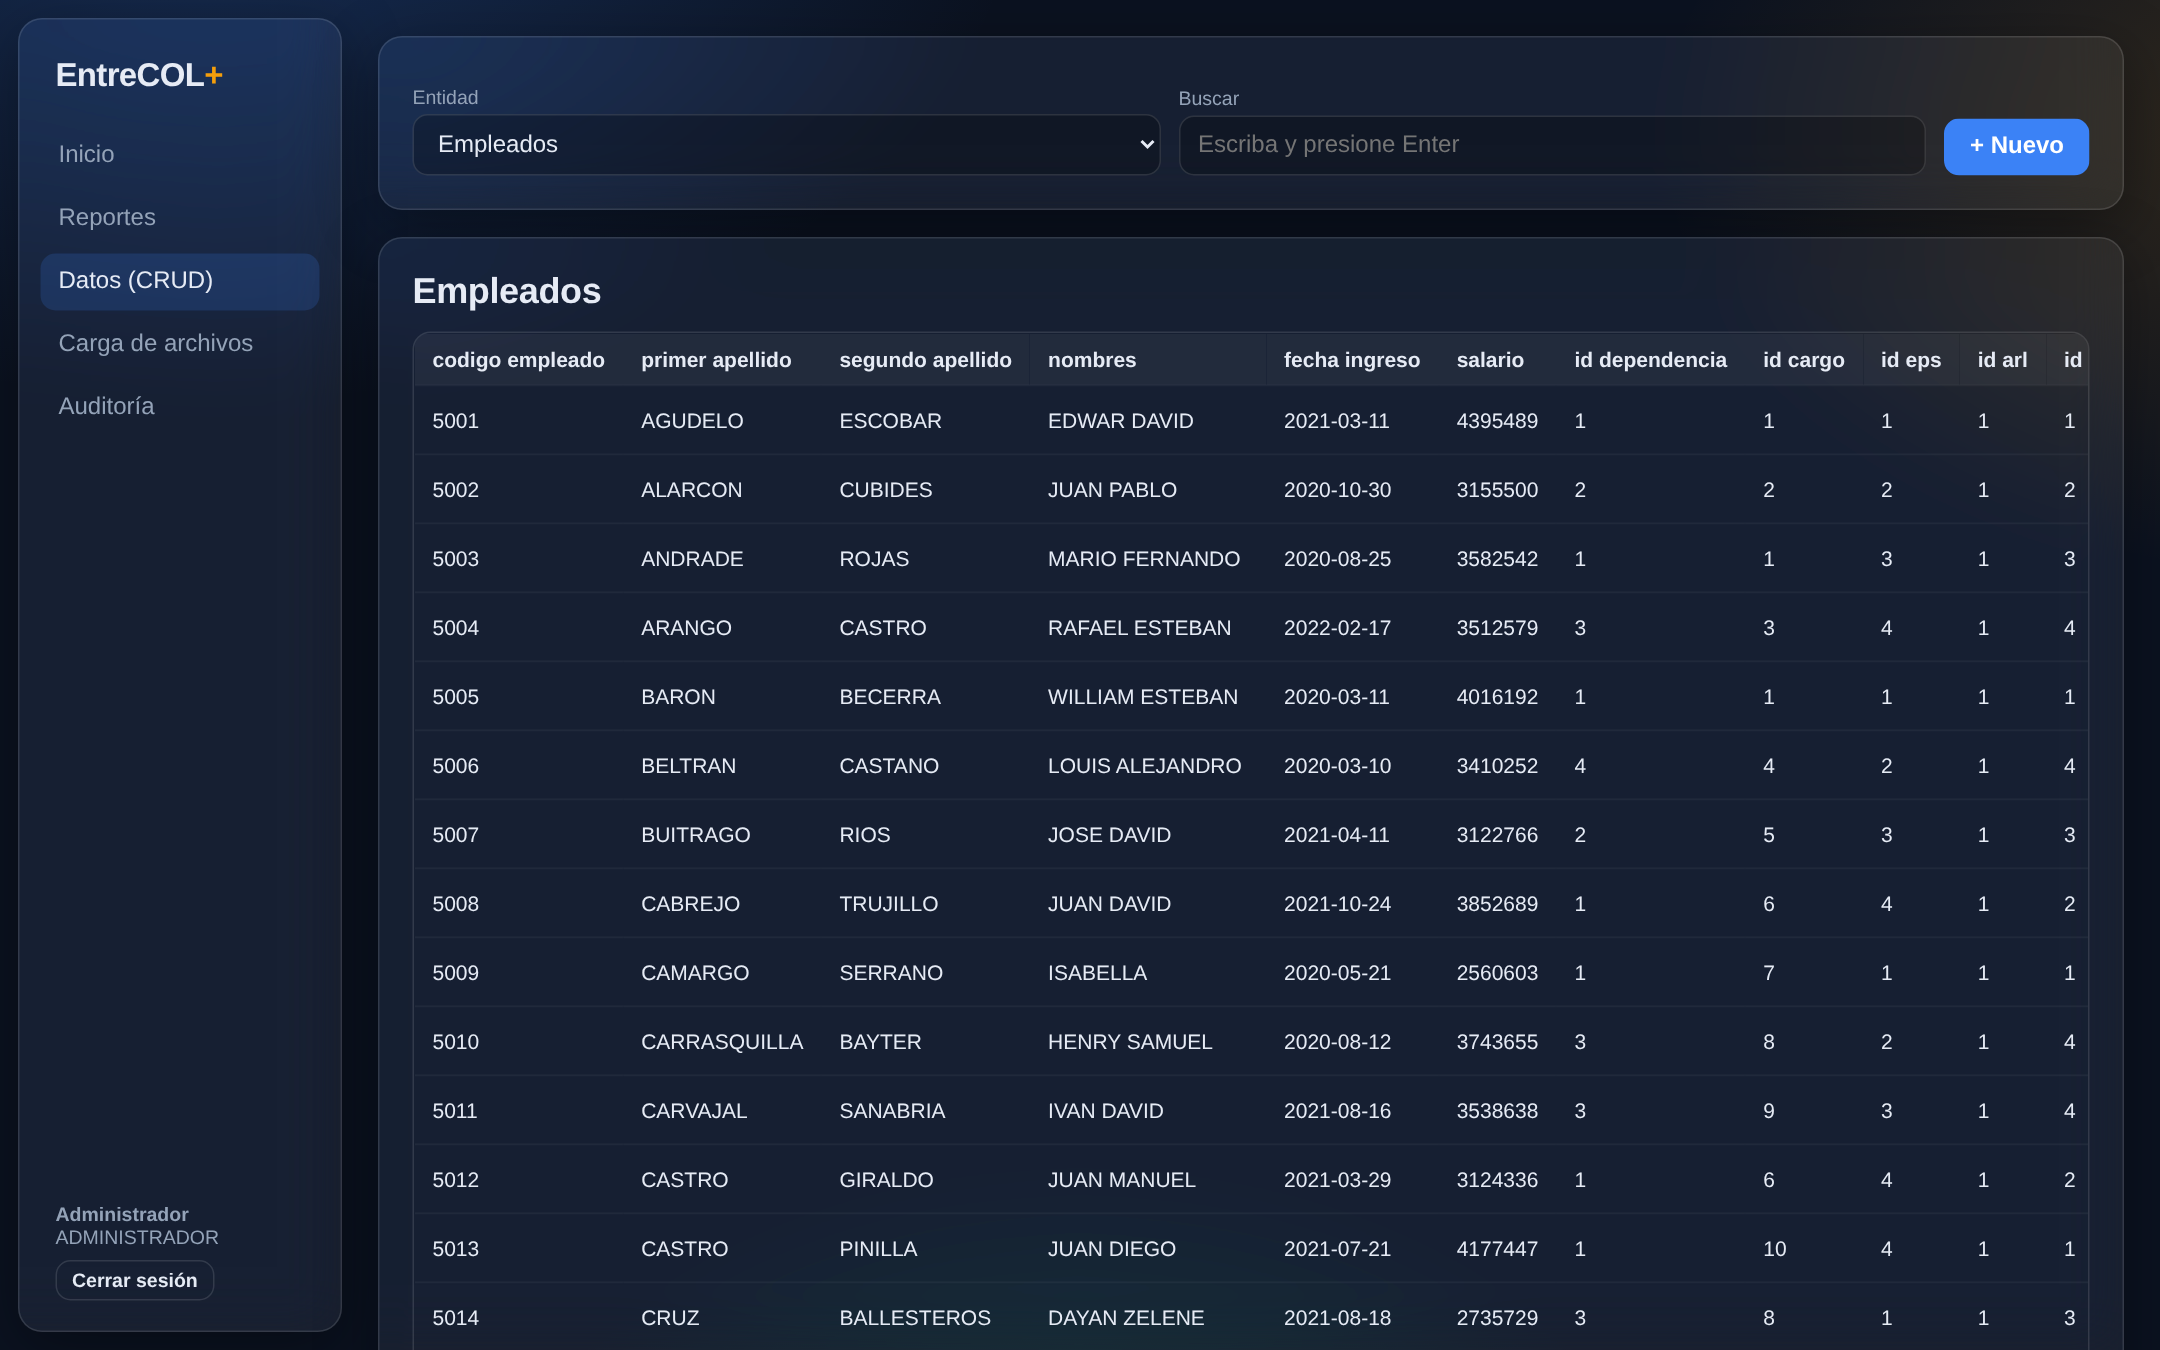 EntreCOL+
Inicio
Reportes
Datos (CRUD)
Carga de archivos
Auditoría
Administrador
ADMINISTRADOR
Cerrar sesión
Entidad
Empleados
Buscar
Escriba y presione Enter
+ Nuevo
Empleados
codigo empleado primer apellido segundo apellido nombres fecha ingreso salario id dependencia id cargo id eps id arl id
5001 AGUDELO ESCOBAR EDWAR DAVID 2021-03-11 4395489 1 1 1 1 1
5002 ALARCON CUBIDES JUAN PABLO 2020-10-30 3155500 2 2 2 1 2
5003 ANDRADE ROJAS MARIO FERNANDO 2020-08-25 3582542 1 1 3 1 3
5004 ARANGO CASTRO RAFAEL ESTEBAN 2022-02-17 3512579 3 3 4 1 4
5005 BARON BECERRA WILLIAM ESTEBAN 2020-03-11 4016192 1 1 1 1 1
5006 BELTRAN CASTANO LOUIS ALEJANDRO 2020-03-10 3410252 4 4 2 1 4
5007 BUITRAGO RIOS JOSE DAVID 2021-04-11 3122766 2 5 3 1 3
5008 CABREJO TRUJILLO JUAN DAVID 2021-10-24 3852689 1 6 4 1 2
5009 CAMARGO SERRANO ISABELLA 2020-05-21 2560603 1 7 1 1 1
5010 CARRASQUILLA BAYTER HENRY SAMUEL 2020-08-12 3743655 3 8 2 1 4
5011 CARVAJAL SANABRIA IVAN DAVID 2021-08-16 3538638 3 9 3 1 4
5012 CASTRO GIRALDO JUAN MANUEL 2021-03-29 3124336 1 6 4 1 2
5013 CASTRO PINILLA JUAN DIEGO 2021-07-21 4177447 1 10 4 1 1
5014 CRUZ BALLESTEROS DAYAN ZELENE 2021-08-18 2735729 3 8 1 1 3